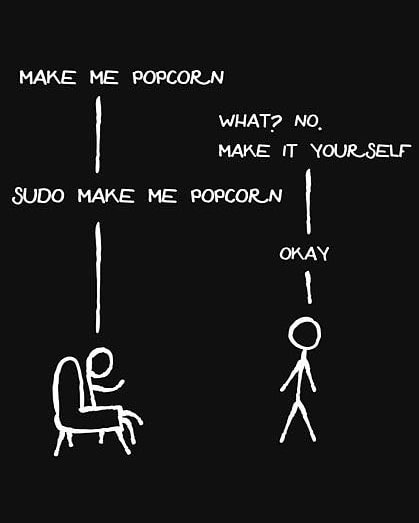 MAKE ME POPCORN
WHAT? NO.
MAKE IT YOURSELF
SUDO MAKE ME POPCORN
OKAY